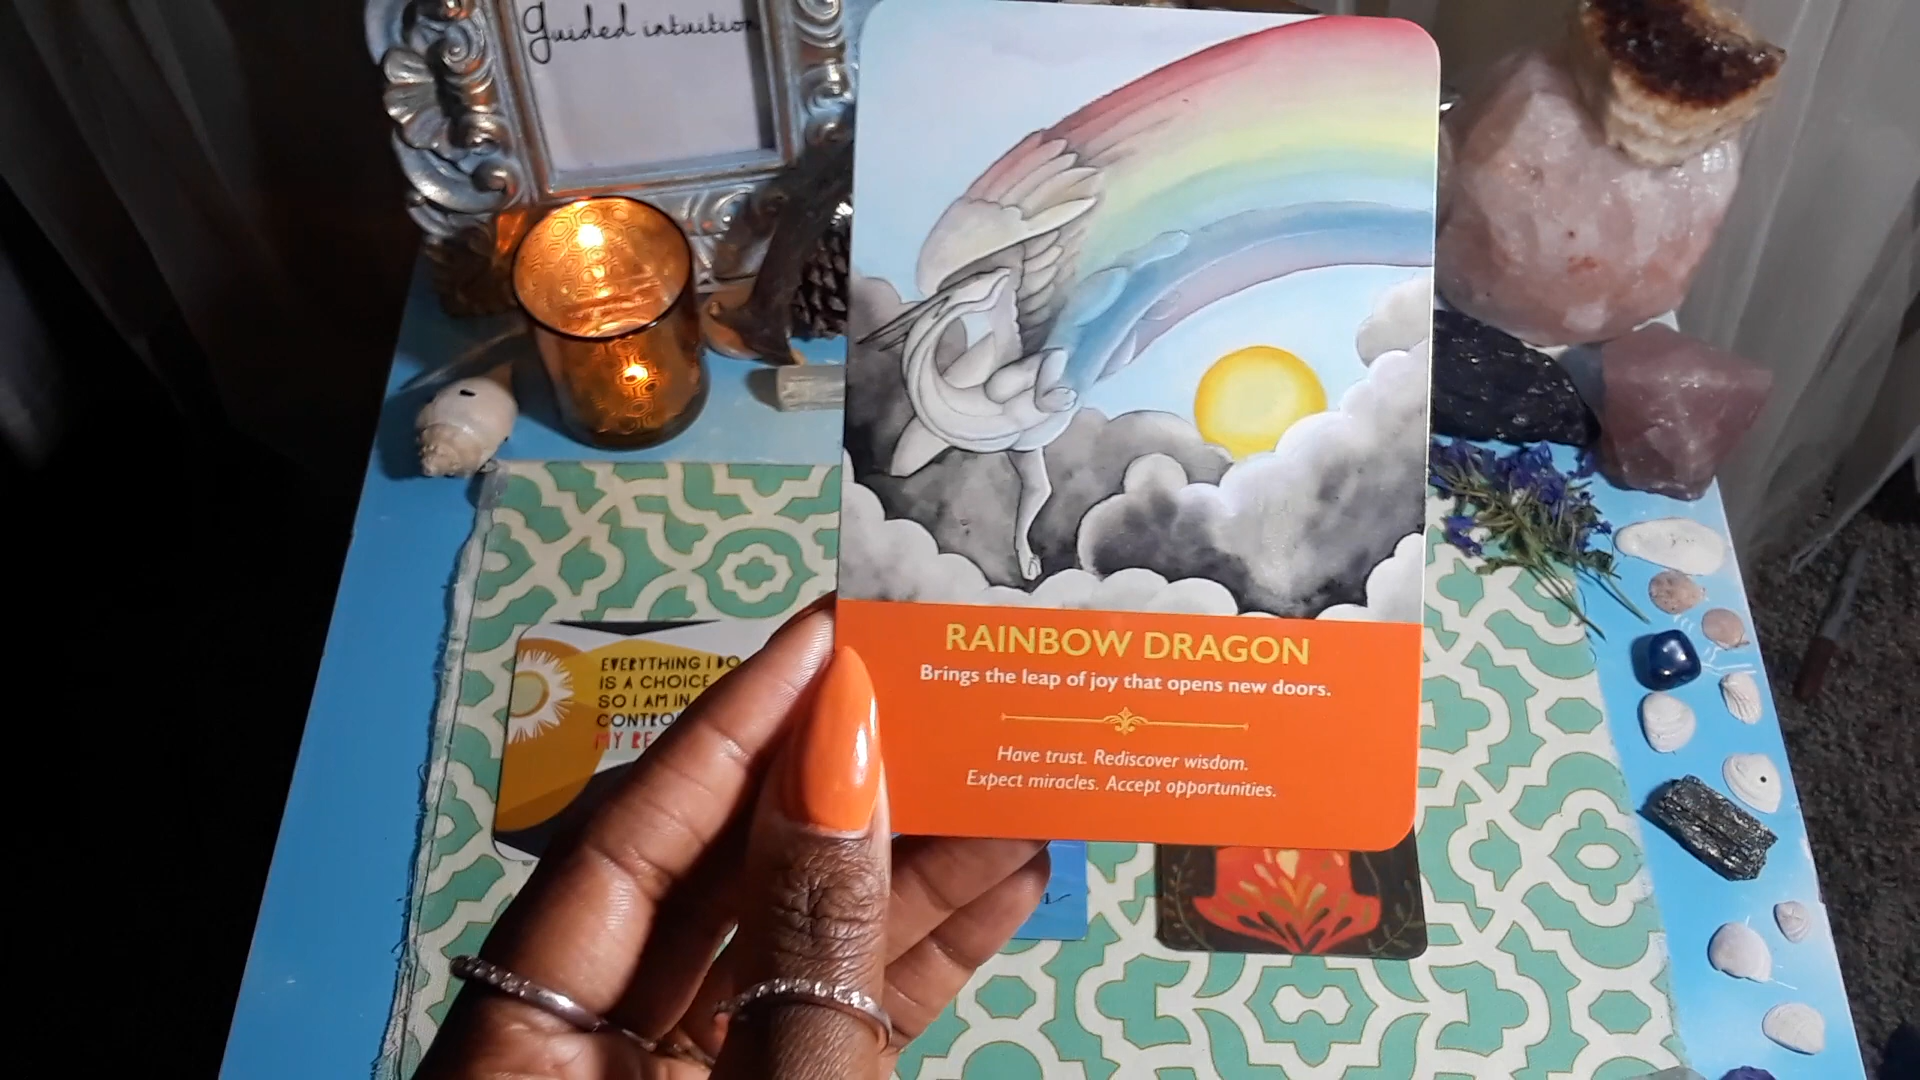 guided intuition
RAINBOW DRAGON
Brings the leap of joy that opens new doors.
Have trust. Rediscover wisdom.
Expect miracles. Accept opportunities.
EVERYTHING I DO
IS A CHOICE
SO I AM IN
MY